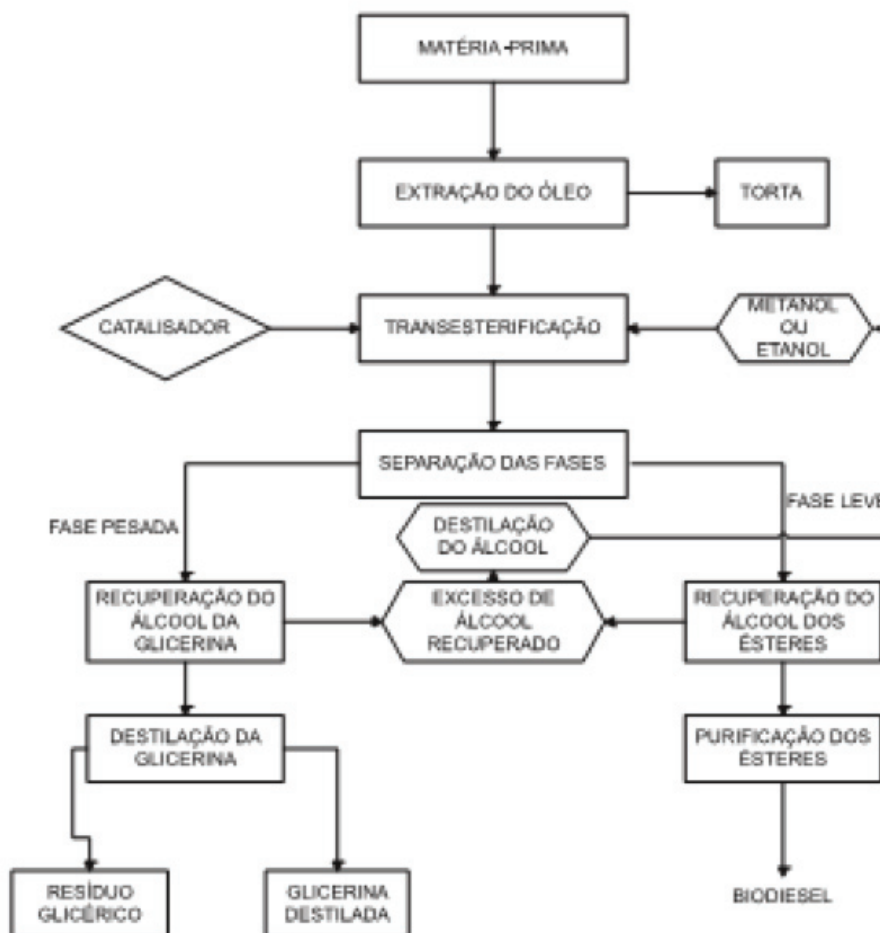 MATÉRIA-PRIMA
EXTRAÇÃO DO ÓLEO
TORTA
CATALISADOR
TRANSESTERIFICAÇÃO
METANOL
OU
ETANOL
SEPARAÇÃO DAS FASES
FASE PESADA
FASE LEVE
DESTILAÇÃO
DO ÁLCOOL
RECUPERAÇÃO DO
ÁLCOOL DA
GLICERINA
EXCESSO DE
ÁLCOOL
RECUPERADO
RECUPERAÇÃO DO
ÁLCOOL DOS
ÉSTERES
DESTILAÇÃO DA
GLICERINA
PURIFICAÇÃO DOS
ÉSTERES
RESÍDUO
GLICÉRICO
GLICERINA
DESTILADA
BIODIESEL